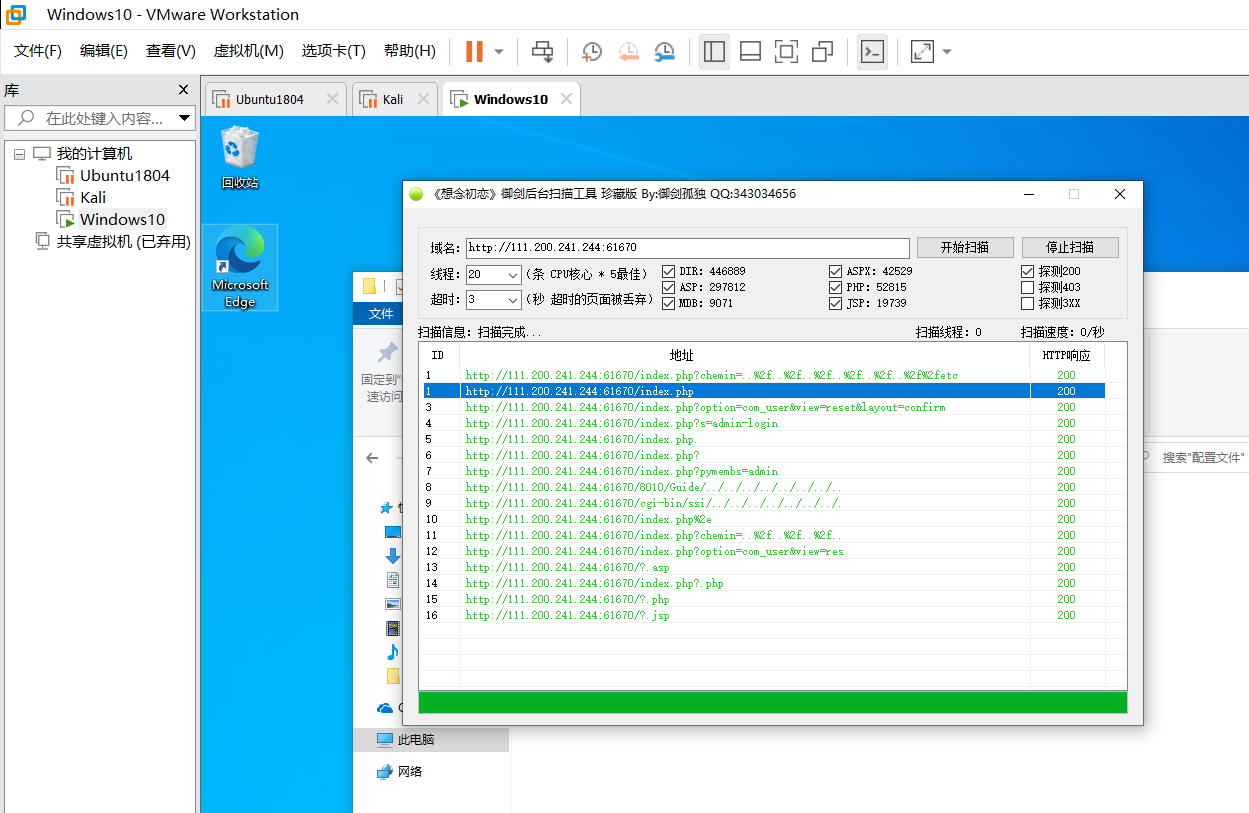 Windows10 - VMware Workstation
文件(F) 编辑(E) 查看(V) 虚拟机(M) 选项卡(T) 帮助(H)
库
在此处键入内容...
我的计算机
Ubuntu1804
Kali
Windows10
共享虚拟机 (已弃用)
Ubuntu1804 Kali Windows10
回收站
Microsoft
Edge
文件
固定到"
速访问
搜索"配置文件"
此电脑
网络
《想念初恋》御剑后台扫描工具 珍藏版 By:御剑孤独 QQ:343034656
域名: http://111.200.241.244:61670 开始扫描 停止扫描
线程: 20 (条 CPU核心 * 5最佳) DIR: 446889 ASPX: 42529 探测200
超时: 3 (秒 超时的页面被丢弃) ASP: 297812 PHP: 52815 探测403
MDB: 9071 JSP: 19739 探测3XX
扫描信息: 扫描完成... 扫描线程: 0 扫描速度: 0/秒
ID 地址 HTTP响应
1 http://111.200.241.244:61670/index.php?chemin=..%2f..%2f..%2f..%2f..%2f..%2f%2fetc 200
1 http://111.200.241.244:61670/index.php 200
3 http://111.200.241.244:61670/index.php?option=com_user&view=reset&layout=confirm 200
4 http://111.200.241.244:61670/index.php?s=admin-login 200
5 http://111.200.241.244:61670/index.php. 200
6 http://111.200.241.244:61670/index.php? 200
7 http://111.200.241.244:61670/index.php?pymembs=admin 200
8 http://111.200.241.244:61670/8010/Guide/../../../../../../../.. 200
9 http://111.200.241.244:61670/cgi-bin/ssi/../../../../../../../. 200
10 http://111.200.241.244:61670/index.php%2e 200
11 http://111.200.241.244:61670/index.php?chemin=..%2f..%2f..%2f.. 200
12 http://111.200.241.244:61670/index.php?option=com_user&view=res 200
13 http://111.200.241.244:61670/?.asp 200
14 http://111.200.241.244:61670/index.php?.php 200
15 http://111.200.241.244:61670/?.php 200
16 http://111.200.241.244:61670/?.jsp 200